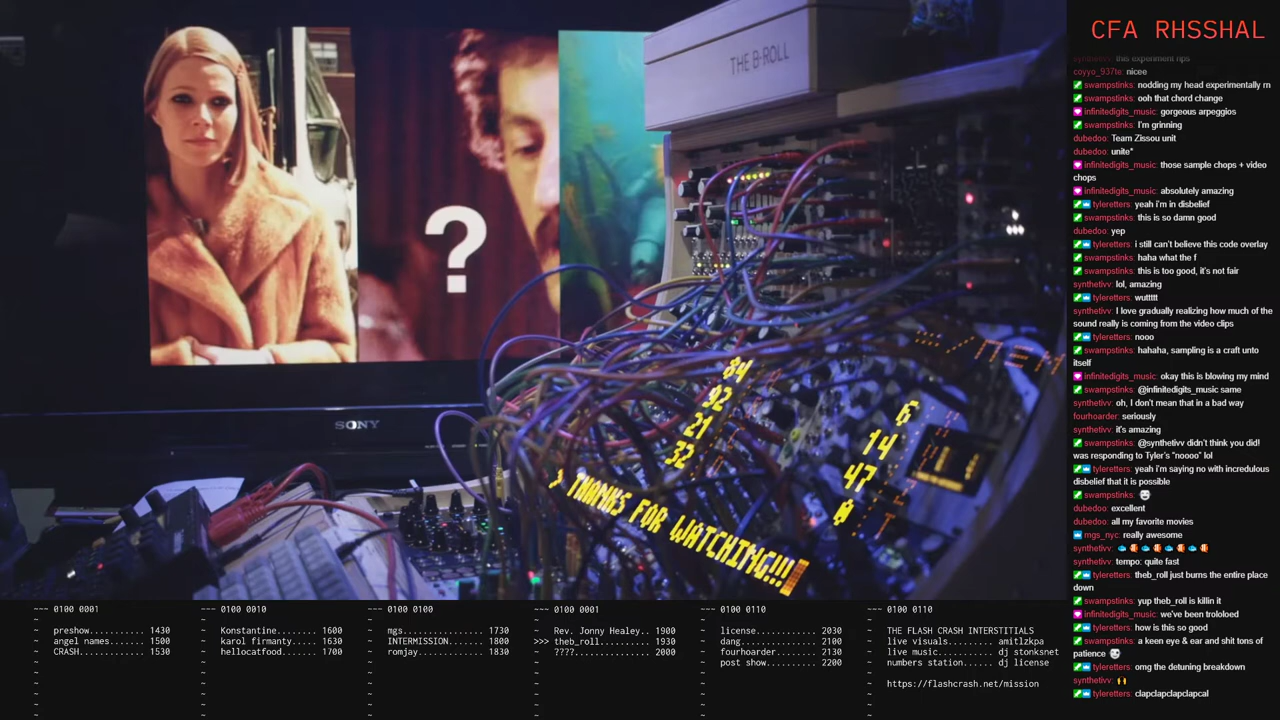 THE B-ROLL
?
SONY
84
92
21
32
6
14
47
0
> THANKS FOR WATCHING!!!
CFA RHSSHAL
synthetivv: this experiment rips
coyyo_937te: nicee
swampstinks: nodding my head experimentally rn
swampstinks: ooh that chord change
infinitedigits_music: gorgeous arpeggios
swampstinks: I'm grinning
dubedoo: Team Zissou unit
dubedoo: unite*
infinitedigits_music: those sample chops + video
chops
infinitedigits_music: absolutely amazing
tyleretters: yeah i'm in disbelief
swampstinks: this is so damn good
dubedoo: yep
tyleretters: i still can't believe this code overlay
swampstinks: haha what the f
swampstinks: this is too good, it's not fair
synthetivv: lol, amazing
tyleretters: wuttttt
synthetivv: I love gradually realizing how much of the
sound really is coming from the video clips
tyleretters: nooo
swampstinks: hahaha, sampling is a craft unto
itself
infinitedigits_music: okay this is blowing my mind
swampstinks: @infinitedigits_music same
synthetivv: oh, I don't mean that in a bad way
fourhoarder: seriously
synthetivv: it's amazing
swampstinks: @synthetivv didn't think you did!
was responding to Tyler's "noooo" lol
tyleretters: yeah i'm saying no with incredulous
disbelief that it is possible
swampstinks:
dubedoo: excellent
dubedoo: all my favorite movies
mgs_nyc: really awesome
synthetivv: 🐟🐠🐟🐠🐟🐠🐠
synthetivv: tempo: quite fast
tyleretters: theb_roll just burns the entire place
down
swampstinks: yup theb_roll is killin it
infinitedigits_music: we've been trololoed
tyleretters: how is this so good
swampstinks: a keen eye & ear and shit tons of
patience
tyleretters: omg the detuning breakdown
synthetivv: 🙌
tyleretters: clapclapclapclapcal
~~~ 0100 0001
preshow.......... 1430
angel names...... 1500
CRASH............ 1530
~~~ 0100 0010
Konstantine...... 1600
karol firmanty... 1630
hellocatfood..... 1700
~~~ 0100 0100
mgs.............. 1730
INTERMISSION..... 1800
romjay........... 1830
~~~ 0100 0001
Rev. Jonny Healey.. 1900
>>> theb_roll.......... 1930
????............... 2000
~~~ 0100 0110
license.......... 2030
dang............. 2100
fourhoarder...... 2130
post show........ 2200
~~~ 0100 0110
THE FLASH CRASH INTERSTITIALS
live visuals..... amitlzkpa
live music......... dj stonksnet
numbers station..... dj license
https://flashcrash.net/mission